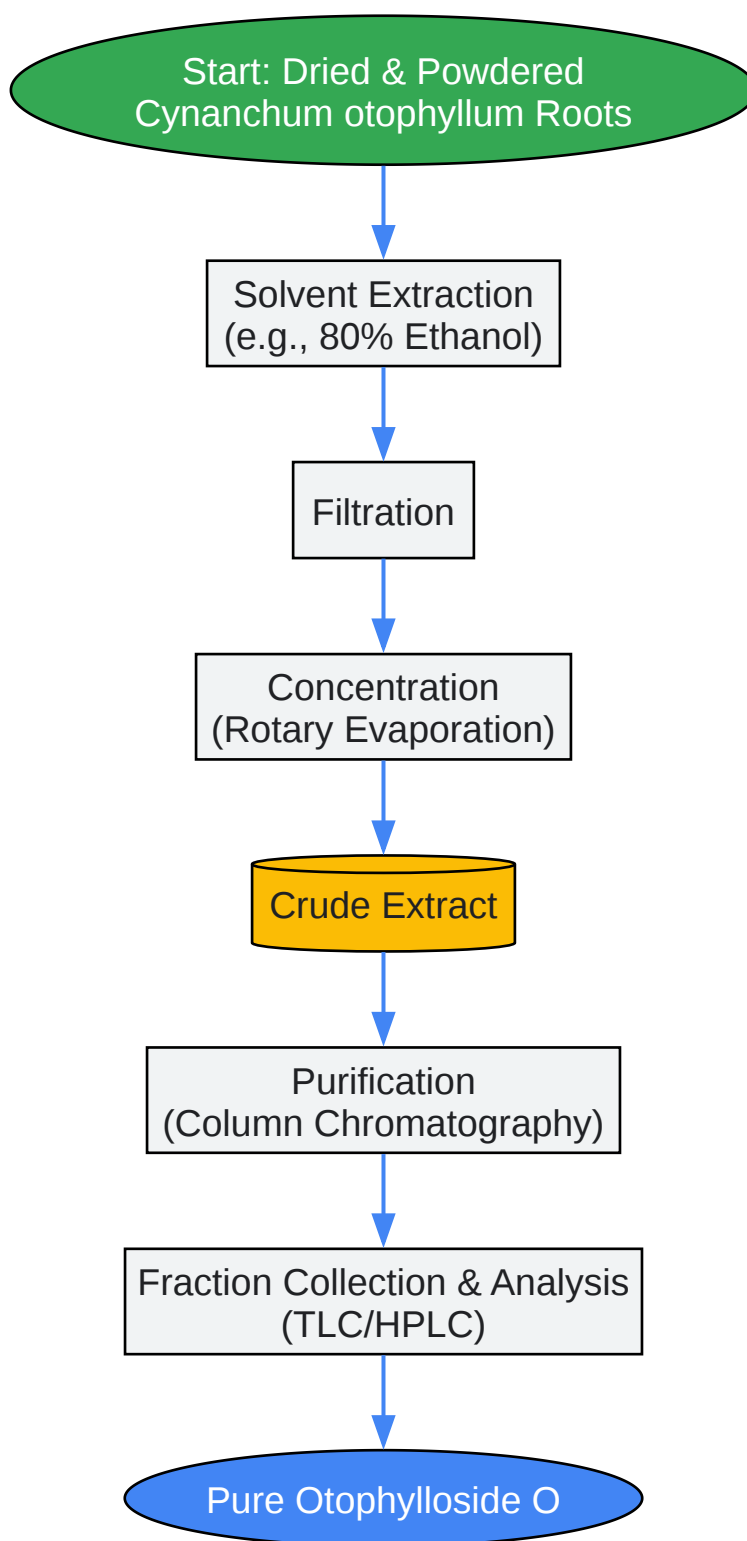 Start: Dried & Powdered
Cynanchum otophyllum Roots
Solvent Extraction
(e.g., 80% Ethanol)
Filtration
Concentration
(Rotary Evaporation)
Crude Extract
Purification
(Column Chromatography)
Fraction Collection & Analysis
(TLC/HPLC)
Pure Otophylloside O